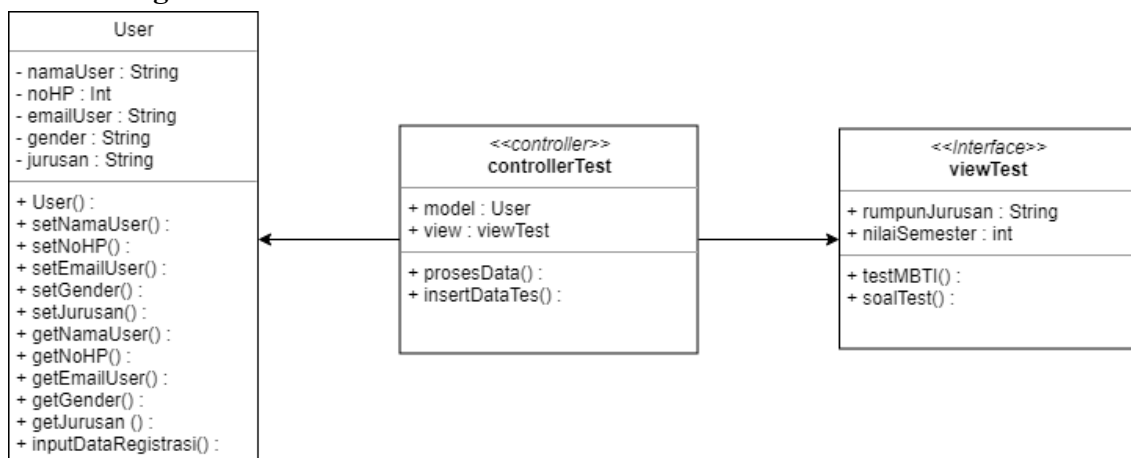 User
- namaUser : String
- noHP : Int
- emailUser : String
- gender : String
- jurusan : String
+ User() :
+ setNamaUser() :
+ setNoHP() :
+ setEmailUser() :
+ setGender() :
+ setJurusan() :
+ getNamaUser() :
+ getNoHP() :
+ getEmailUser() :
+ getGender() :
+ getJurusan () :
+ inputDataRegistrasi() :
<<controller>>
controllerTest
+ model : User
+ view : viewTest
+ prosesData() :
+ insertDataTes() :
<<Interface>>
viewTest
+ rumpunJurusan : String
+ nilaiSemester : int
+ testMBTI() :
+ soalTest() :